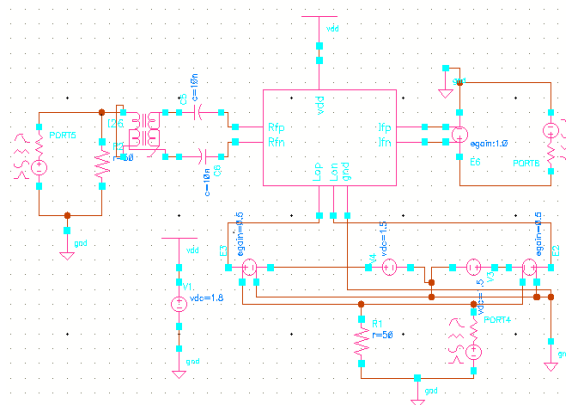 vdd
gnd
PORT5
C5
c=10n
r=50
c=10n
C6
gnd
vdd
Rfp
Rfn
Ifp
Ifn
Lop
Lon
gnd
egain:1.0
E6
PORT6
vdd
V1
vdc=1.8
gnd
E3
egain=0.5
V4
vdc=1.5
V3
egain=0.5
E2
R1
r=50
PORT4
gnd